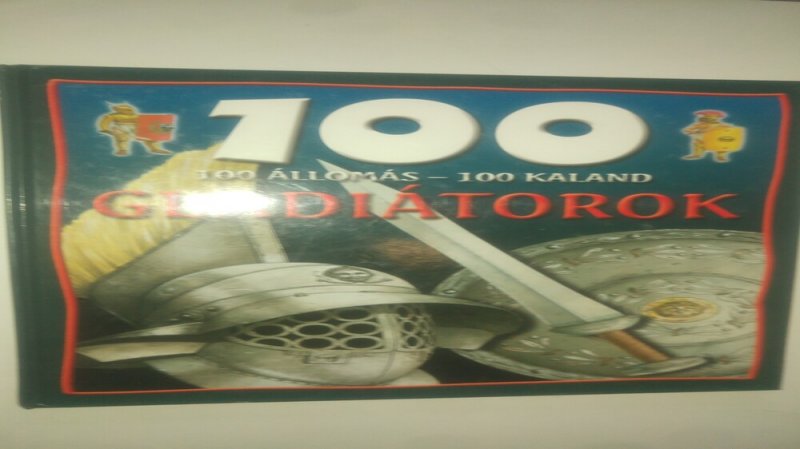 100
100 ÁLLOMÁS – 100 KALAND
GLADIÁTOROK